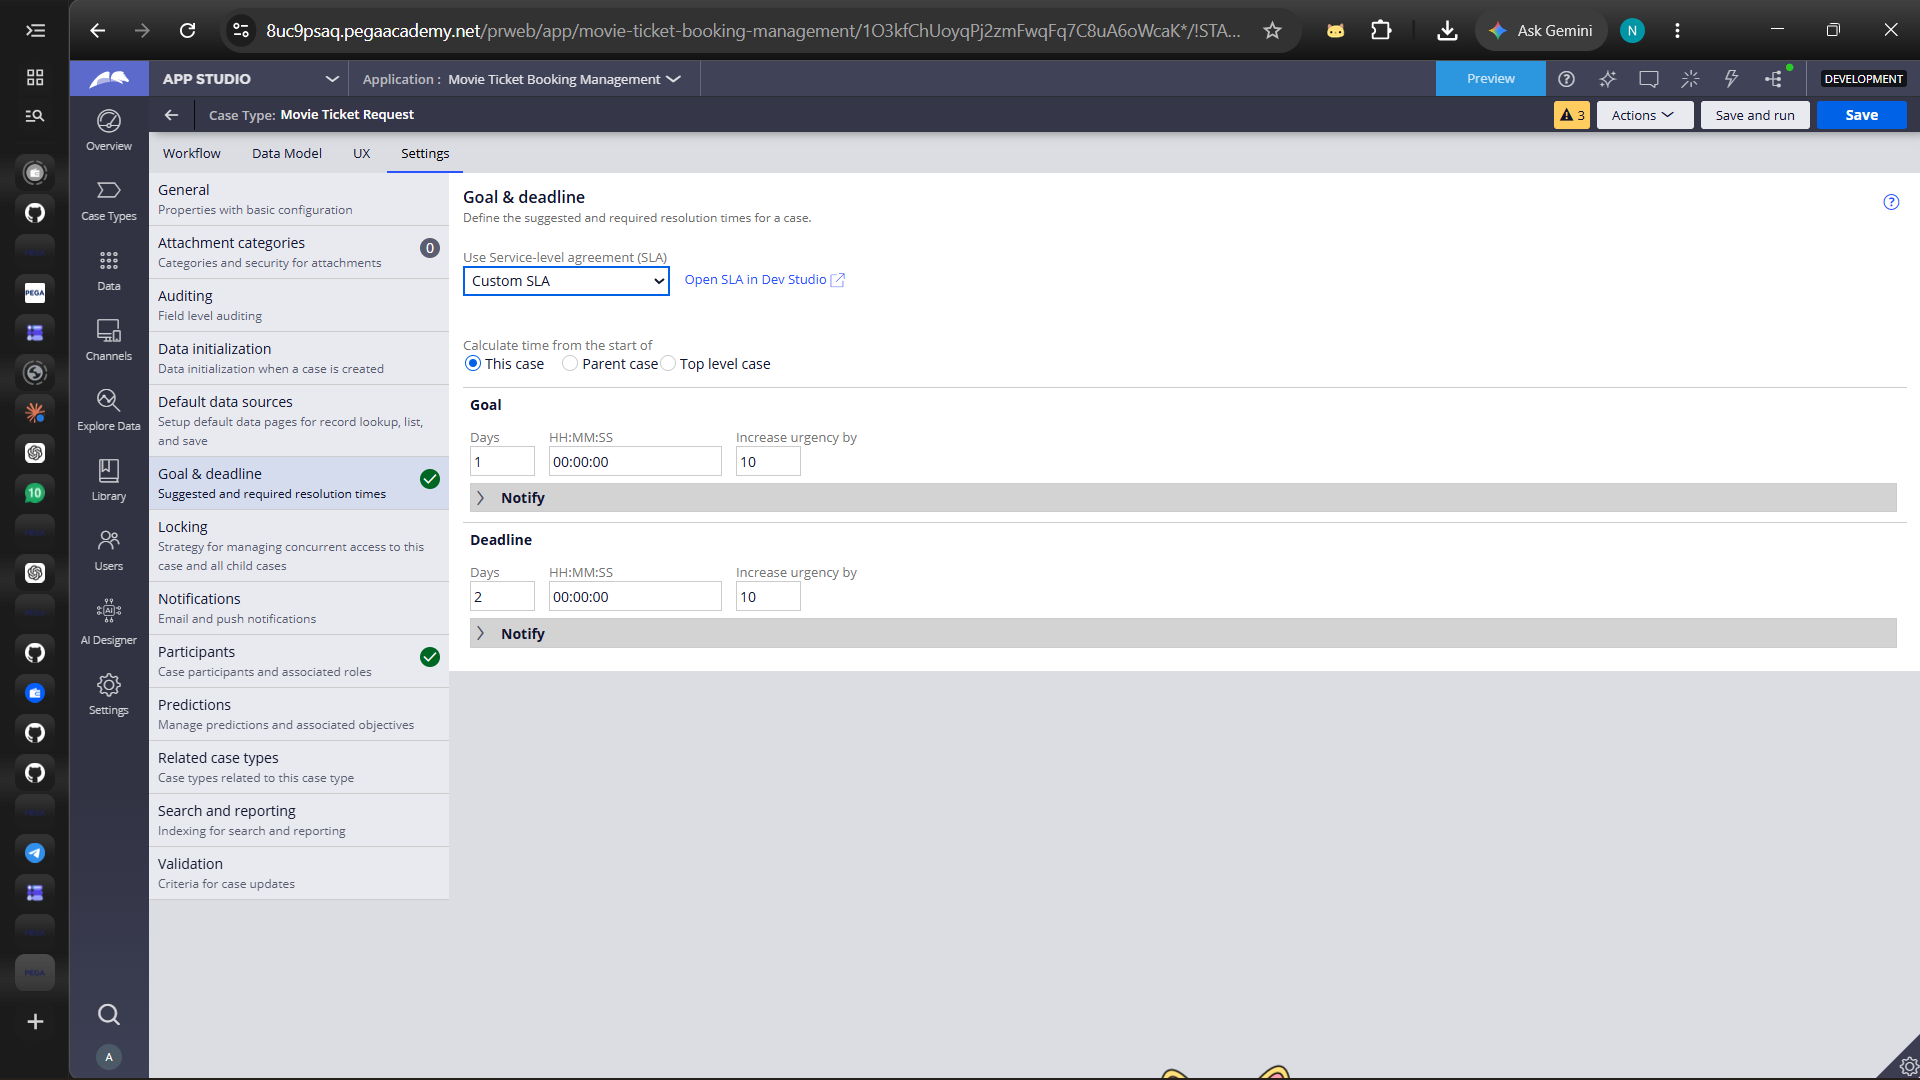 8uc9psaq.pegaacademy.net/prweb/app/movie-ticket-booking-management/1O3kfChUoyqPj2zmFwqFq7C8uA6oWcaK*/!STA...
Ask Gemini
N
APP STUDIO
Application : Movie Ticket Booking Management
Preview
DEVELOPMENT
Case Type: Movie Ticket Request
3
Actions
Save and run
Save
Overview
Case Types
Data
Channels
Explore Data
Library
Users
AI
AI Designer
Settings
A
PEGA
10
PEGA
Workflow
Data Model
UX
Settings
General
Properties with basic configuration
Attachment categories
0
Categories and security for attachments
Auditing
Field level auditing
Data initialization
Data initialization when a case is created
Default data sources
Setup default data pages for record lookup, list,
and save
Goal & deadline
Suggested and required resolution times
Locking
Strategy for managing concurrent access to this
case and all child cases
Notifications
Email and push notifications
Participants
Case participants and associated roles
Predictions
Manage predictions and associated objectives
Related case types
Case types related to this case type
Search and reporting
Indexing for search and reporting
Validation
Criteria for case updates
Goal & deadline
Define the suggested and required resolution times for a case.
Use Service-level agreement (SLA)
Custom SLA
Open SLA in Dev Studio
Calculate time from the start of
This case
Parent case
Top level case
Goal
Days
HH:MM:SS
Increase urgency by
1
00:00:00
10
Notify
Deadline
Days
HH:MM:SS
Increase urgency by
2
00:00:00
10
Notify